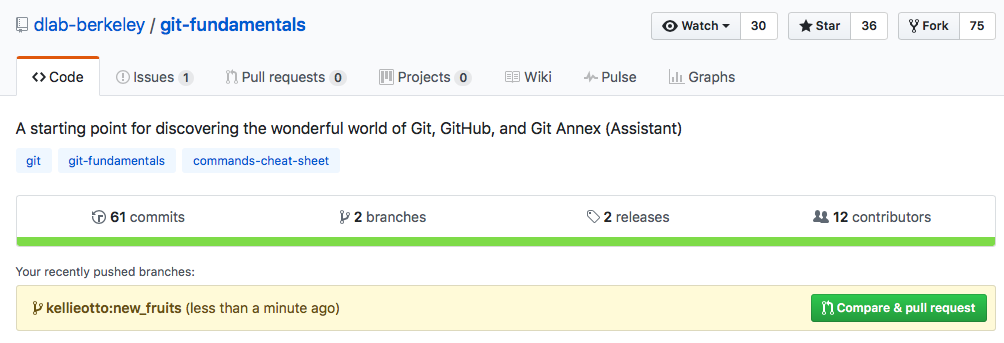 dlab-berkeley / git-fundamentals Watch 30 Star 36 Fork 75
Code Issues 1 Pull requests 0 Projects 0 Wiki Pulse Graphs
A starting point for discovering the wonderful world of Git, GitHub, and Git Annex (Assistant)
git git-fundamentals commands-cheat-sheet
61 commits 2 branches 2 releases 12 contributors
Your recently pushed branches:
kellieotto:new_fruits (less than a minute ago) Compare & pull request